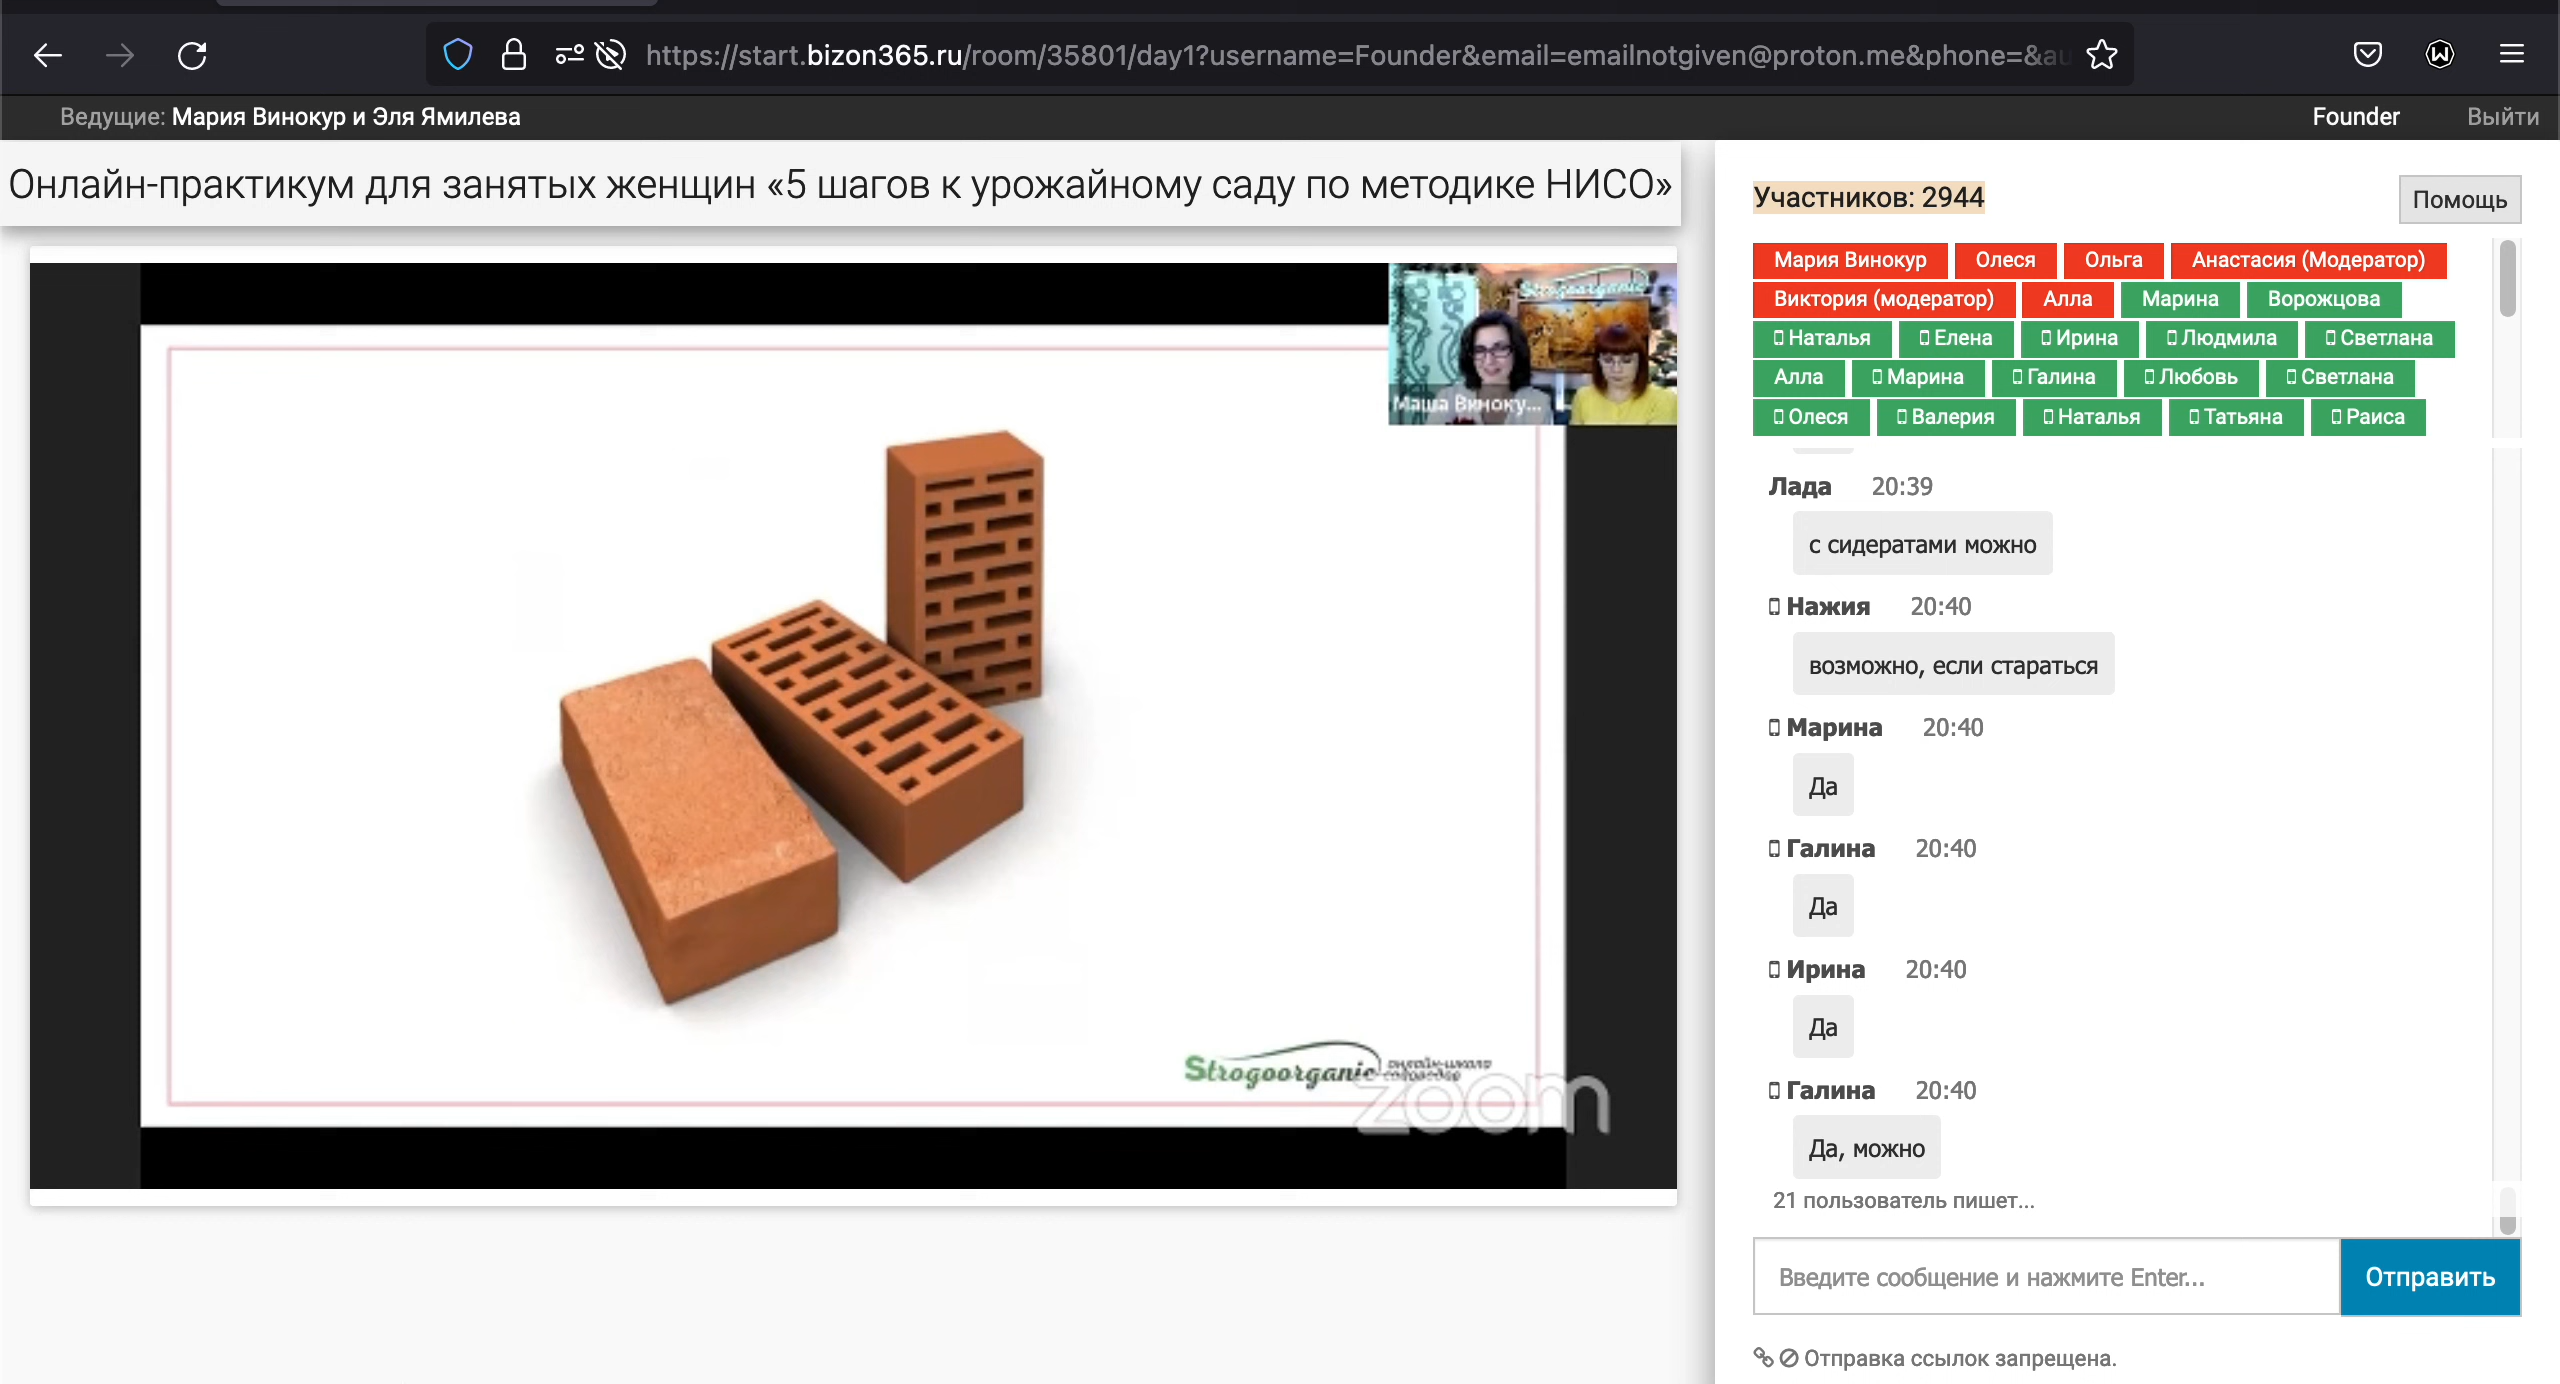 https://start.bizon365.ru/room/35801/day1?username=Founder&email=emailnotgiven@proton.me&phone=&au
Ведущие: Мария Винокур и Эля Ямилева
Founder
Выйти
Онлайн-практикум для занятых женщин «5 шагов к урожайному саду по методике НИСО»
Strogoorganic
Маша Виноку...
Strogoorganic онлайн-школа садоводов
zoom
Участников: 2944
Помощь
Мария Винокур Олеся Ольга Анастасия (Модератор)
Виктория (модератор) Алла Марина Ворожцова
Наталья Елена Ирина Людмила Светлана
Алла Марина Галина Любовь Светлана
Олеся Валерия Наталья Татьяна Раиса
Лада 20:39
с сидератами можно
Нажия 20:40
возможно, если стараться
Марина 20:40
Да
Галина 20:40
Да
Ирина 20:40
Да
Галина 20:40
Да, можно
21 пользователь пишет...
Введите сообщение и нажмите Enter...
Отправить
Отправка ссылок запрещена.